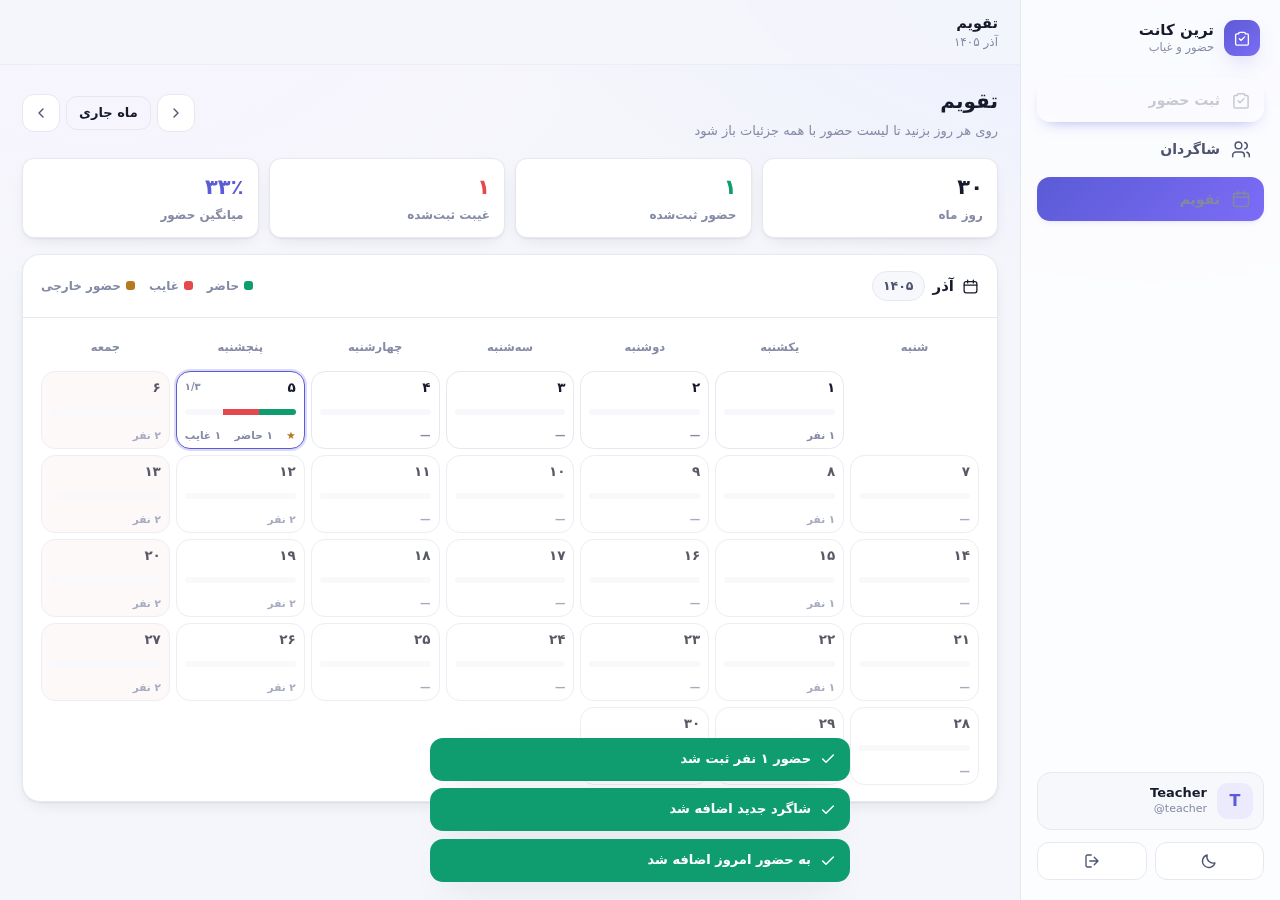 ترین کانت
حضور و غیاب
ثبت حضور
شاگردان
تقویم
Teacher
@teacher
T
تقویم
آذر ۱۴۰۵
تقویم
روی هر روز بزنید تا لیست حضور با همه جزئیات باز شود
ماه جاری
۳۰
روز ماه
۱
حضور ثبت‌شده
۱
غیبت ثبت‌شده
۳۳٪
میانگین حضور
آذر ۱۴۰۵
حاضر غایب حضور خارجی
شنبه یکشنبه دوشنبه سه‌شنبه چهارشنبه پنجشنبه جمعه
۱ ۲ ۳ ۴ ۵ ۱/۳ ۶
۱ نفر — — — ★ ۱ حاضر ۱ غایب ۲ نفر
۷ ۸ ۹ ۱۰ ۱۱ ۱۲ ۱۳
— ۱ نفر — — — ۲ نفر ۲ نفر
۱۴ ۱۵ ۱۶ ۱۷ ۱۸ ۱۹ ۲۰
— ۱ نفر — — — ۲ نفر ۲ نفر
۲۱ ۲۲ ۲۳ ۲۴ ۲۵ ۲۶ ۲۷
— ۱ نفر — — — ۲ نفر ۲ نفر
۲۸ ۲۹ ۳۰
—
حضور ۱ نفر ثبت شد
شاگرد جدید اضافه شد
به حضور امروز اضافه شد